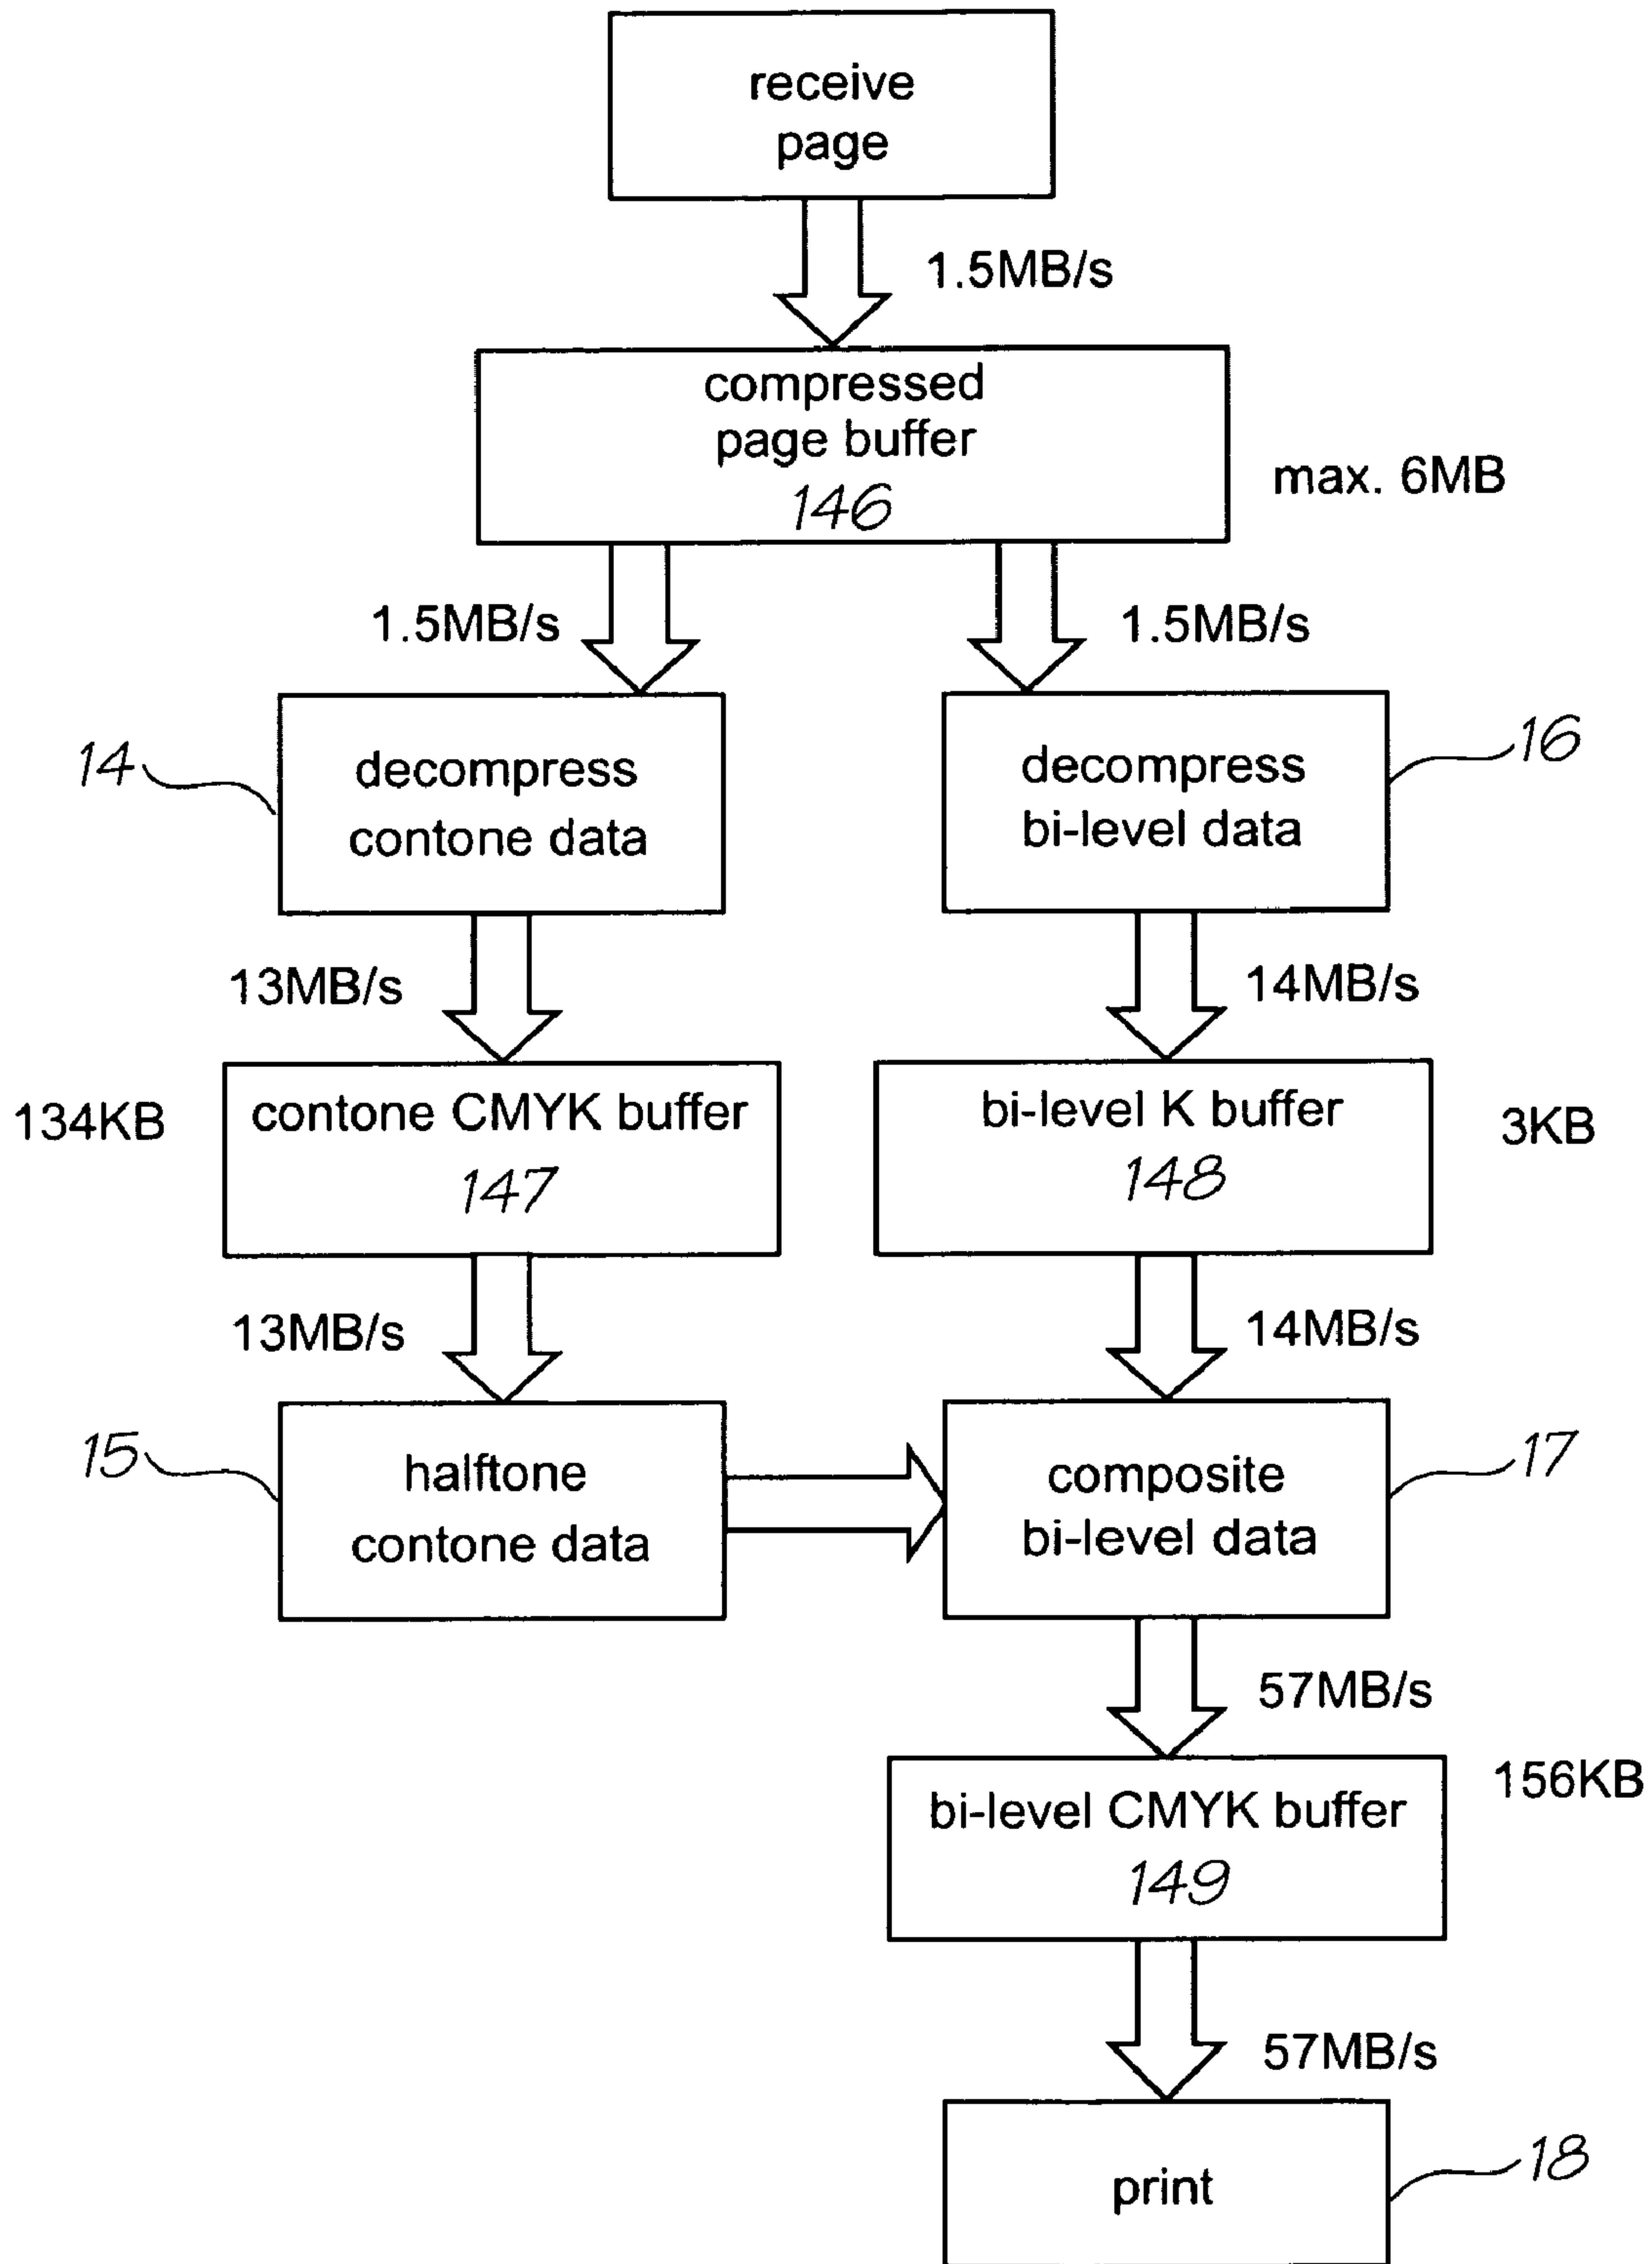 receive
page
1.5MB/s
compressed
page buffer
146
max. 6MB
1.5MB/s
1.5MB/s
14
decompress
contone data
decompress
bi-level data
16
13MB/s
14MB/s
134KB
contone CMYK buffer
147
bi-level K buffer
148
3KB
13MB/s
14MB/s
15
halftone
contone data
composite
bi-level data
17
57MB/s
bi-level CMYK buffer
149
156KB
57MB/s
print
18